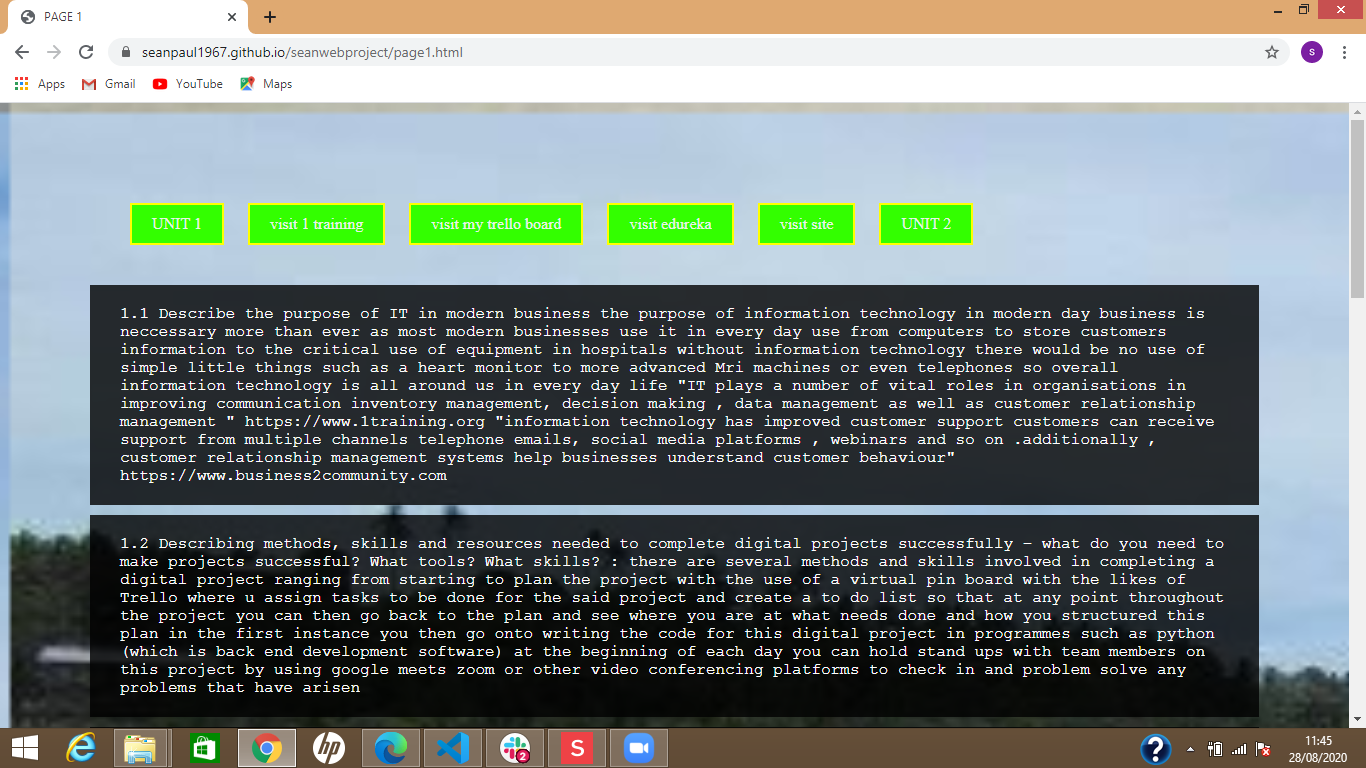 PAGE 1
seanpaul1967.github.io/seanwebproject/page1.html
S
Apps Gmail YouTube Maps
UNIT 1 visit 1 training visit my trello board visit edureka visit site UNIT 2
1.1 Describe the purpose of IT in modern business the purpose of information technology in modern day business is
neccessary more than ever as most modern businesses use it in every day use from computers to store customers
information to the critical use of equipment in hospitals without information technology there would be no use of
simple little things such as a heart monitor to more advanced Mri machines or even telephones so overall
information technology is all around us in every day life "IT plays a number of vital roles in organisations in
improving communication inventory management, decision making , data management as well as customer relationship
management " https://www.1training.org "information technology has improved customer support customers can receive
support from multiple channels telephone emails, social media platforms , webinars and so on .additionally ,
customer relationship management systems help businesses understand customer behaviour"
https://www.business2community.com
1.2 Describing methods, skills and resources needed to complete digital projects successfully – what do you need to
make projects successful? What tools? What skills? : there are several methods and skills involved in completing a
digital project ranging from starting to plan the project with the use of a virtual pin board with the likes of
Trello where u assign tasks to be done for the said project and create a to do list so that at any point throughout
the project you can then go back to the plan and see where you are at what needs done and how you structured this
plan in the first instance you then go onto writing the code for this digital project in programmes such as python
(which is back end development software) at the beginning of each day you can hold stand ups with team members on
this project by using google meets zoom or other video conferencing platforms to check in and problem solve any
problems that have arisen
hp
2
S
?
11:45
28/08/2020